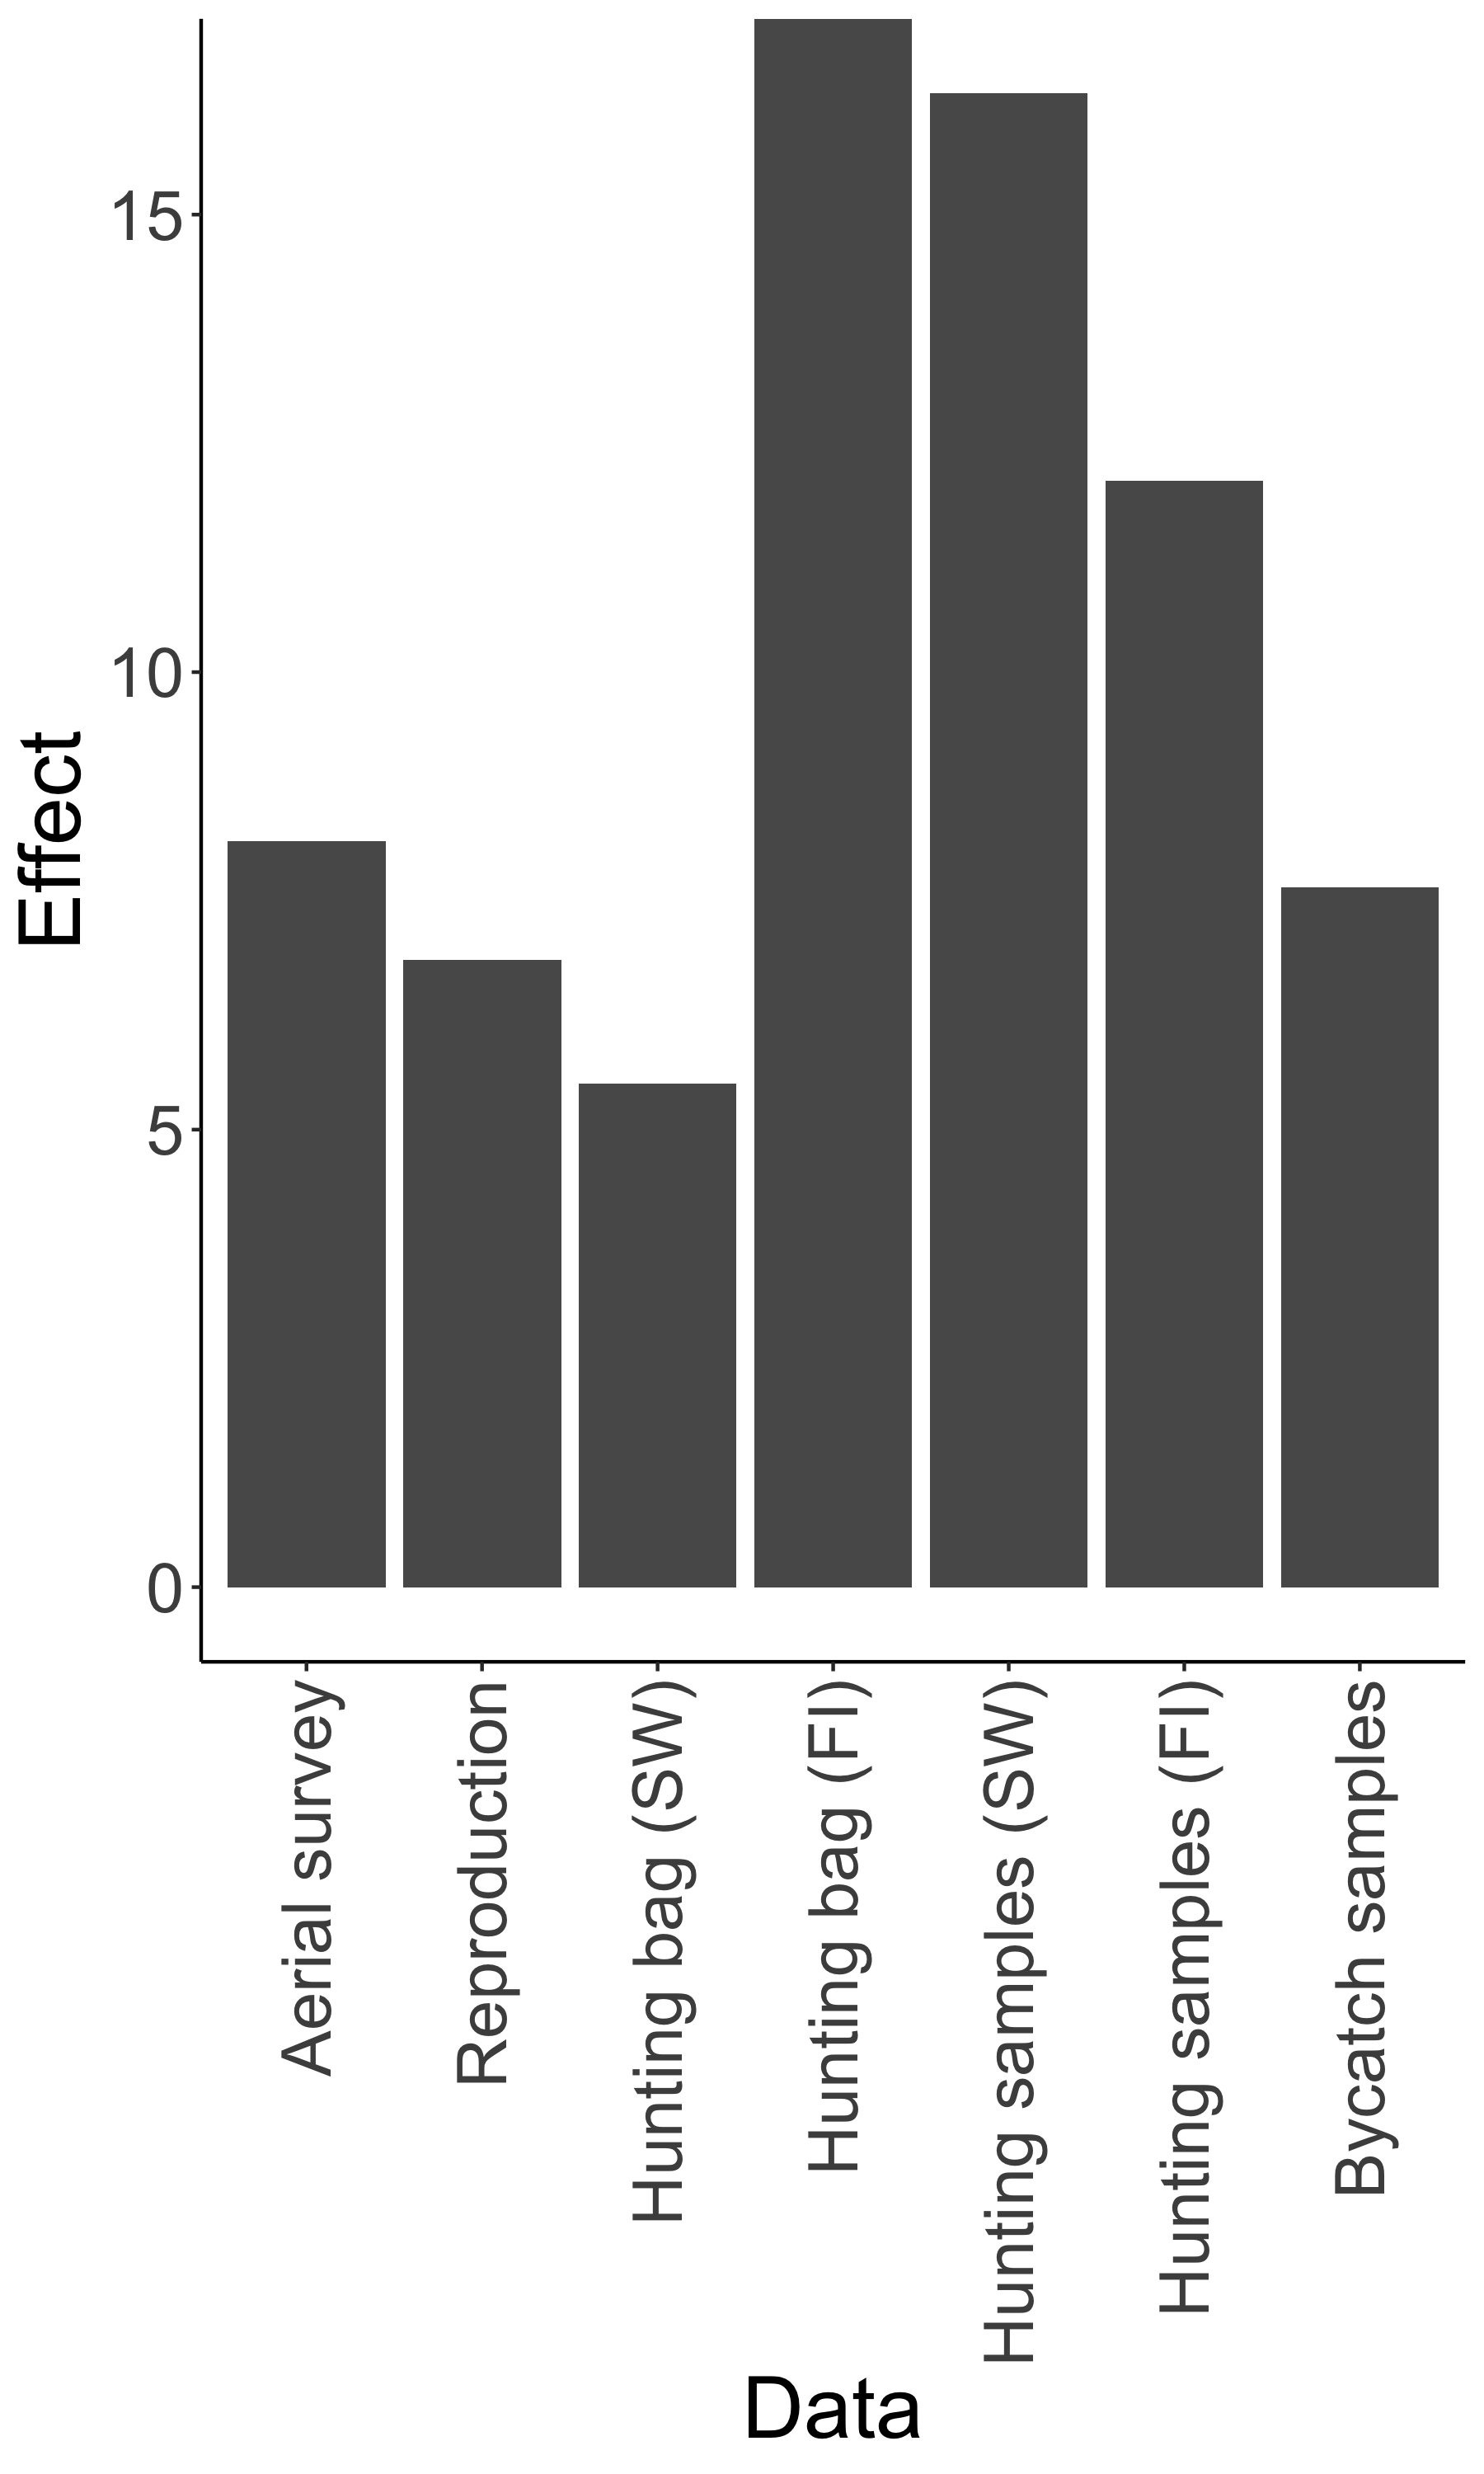 15
10
5
0
Effect
Aerial survey
Reproduction
Hunting bag (SW)
Hunting bag (FI)
Hunting samples (SW)
Hunting samples (FI)
Bycatch samples
Data